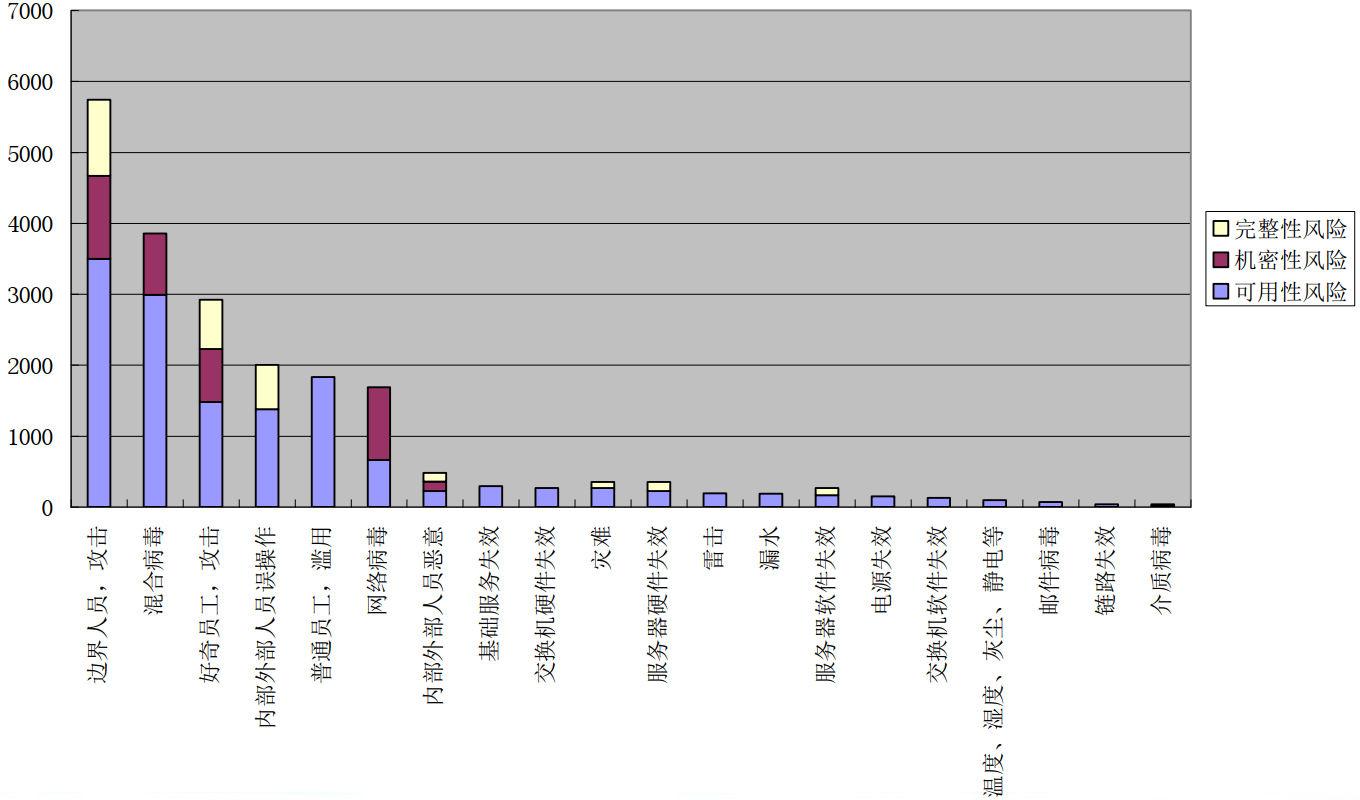 7000
6000
5000
4000
3000
2000
1000
0
完整性风险
机密性风险
可用性风险
边界人员，攻击
混合病毒
好奇员工，攻击
内部外部人员误操作
普通员工，滥用
网络病毒
内部外部人员恶意
基础服务失效
交换机硬件失效
灾难
服务器硬件失效
雷击
漏水
服务器软件失效
电源失效
交换机软件失效
温度、湿度、灰尘、静电等
邮件病毒
链路失效
介质病毒